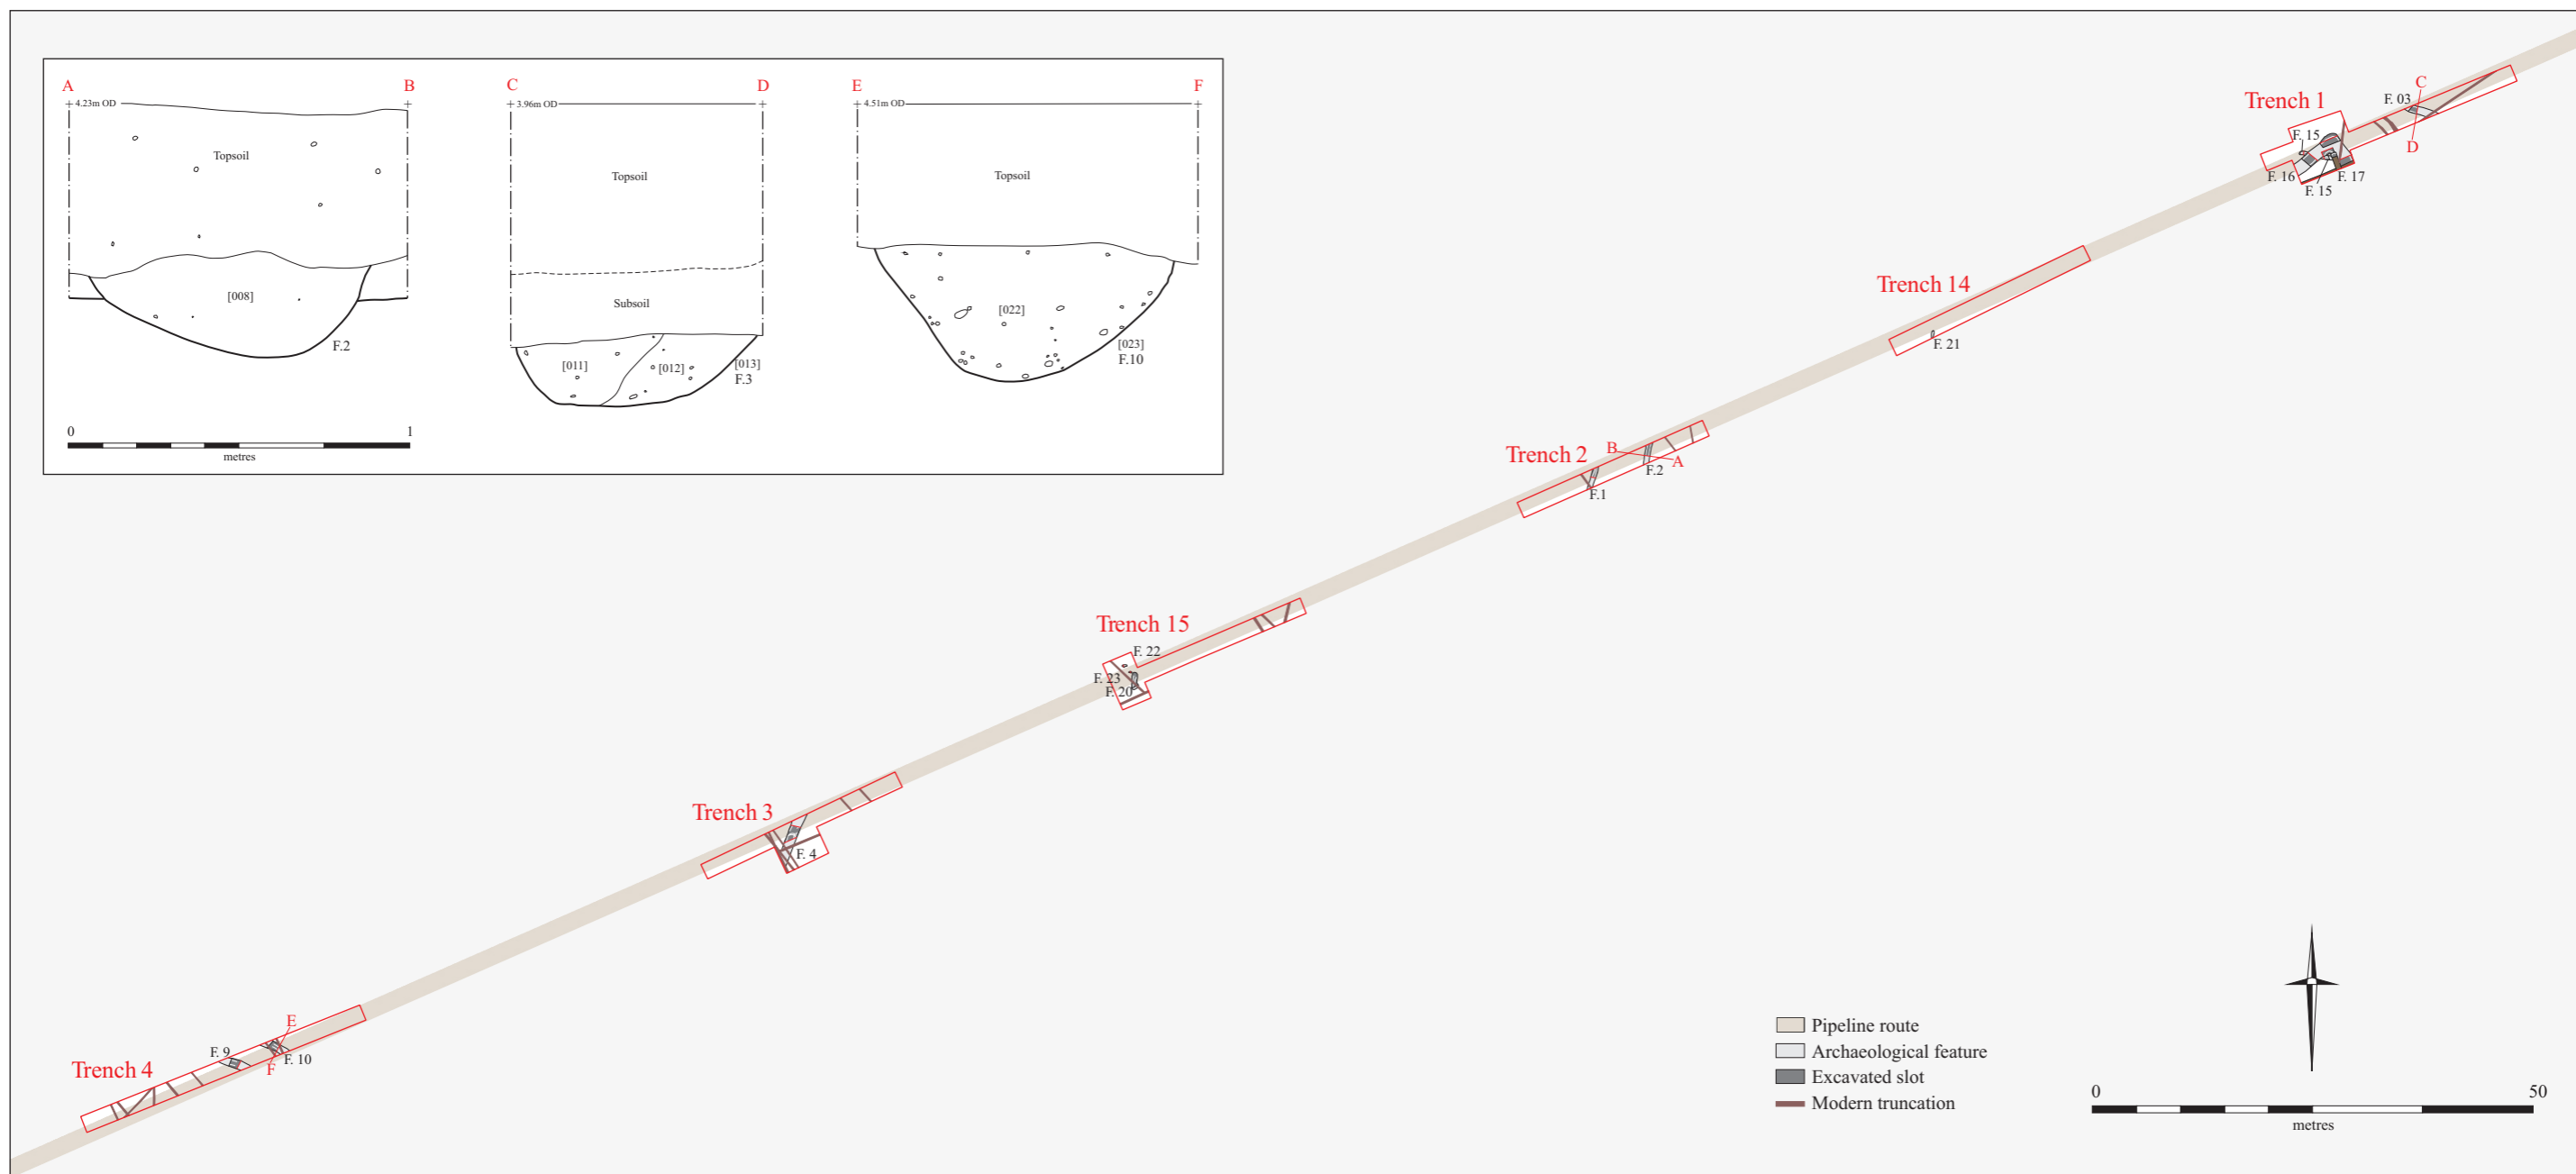 A
B
C
D
E
F
4.23m OD
3.96m OD
4.51m OD
Topsoil
Topsoil
Topsoil
[008]
F.2
Subsoil
[011]
[012]
[013]
F.3
[022]
[023]
F.10
0
1
metres
Trench 1
F. 03
C
D
F. 15
F. 16
F. 15
F. 17
Trench 14
F. 21
Trench 2
B
A
F.2
F.1
Trench 15
F. 22
F. 23
F. 20
Trench 3
F. 4
Trench 4
F. 9
E
F. 10
F
Pipeline route
Archaeological feature
Excavated slot
Modern truncation
0
50
metres